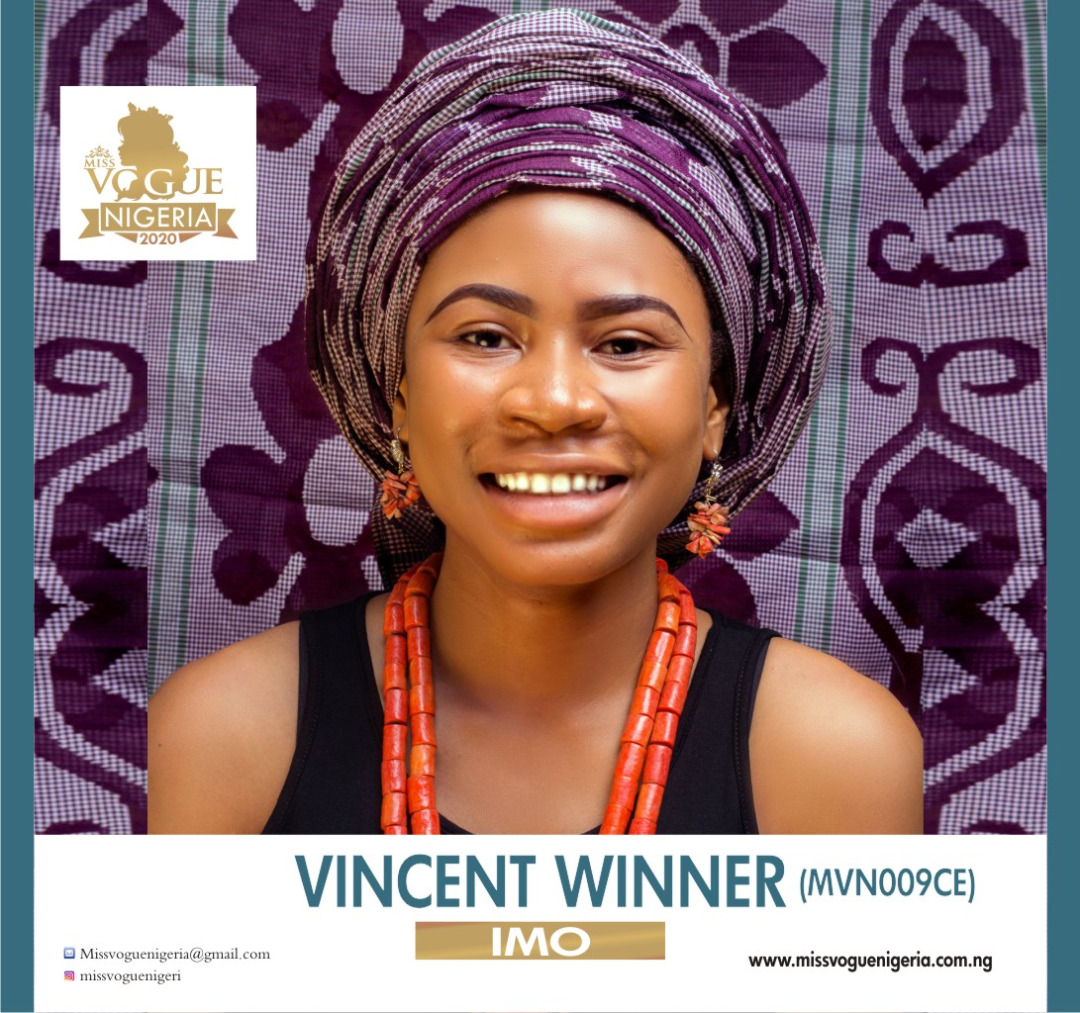 MISS
VOGUE
NIGERIA
2020
VINCENT WINNER (MVN009CE)
IMO
Missvoguenigeria@gmail.com
missvoguenigeri
www.missvoguenigeria.com.ng